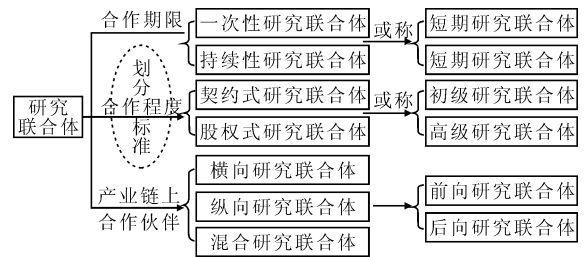 合作期限
一次性研究联合体
或称
短期研究联合体
持续性研究联合体
短期研究联合体
划分标准
研究
联合体
合作程度
契约式研究联合体
或称
初级研究联合体
股权式研究联合体
高级研究联合体
产业链上
合作伙伴
横向研究联合体
纵向研究联合体
前向研究联合体
后向研究联合体
混合研究联合体